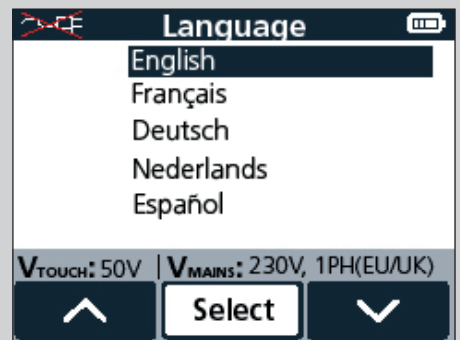 Language
English
Français
Deutsch
Nederlands
Español
VTOUCH: 50V | VMAINS: 230V, 1PH(EU/UK)
Select